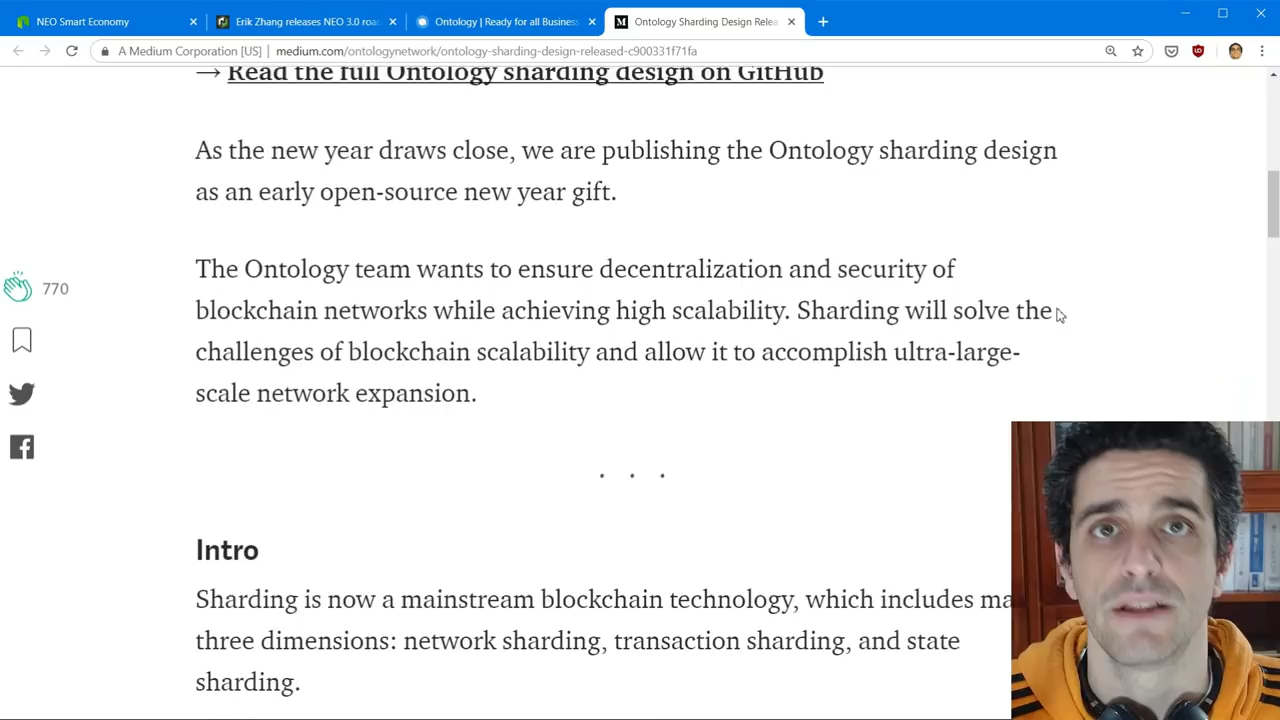 NEO Smart Economy
Erik Zhang releases NEO 3.0 roa
Ontology | Ready for all Business
Ontology Sharding Design Relea
A Medium Corporation [US] | medium.com/ontologynetwork/ontology-sharding-design-released-c900331f71fa
→ Read the full Ontology sharding design on GitHub
As the new year draws close, we are publishing the Ontology sharding design
as an early open-source new year gift.
The Ontology team wants to ensure decentralization and security of
blockchain networks while achieving high scalability. Sharding will solve the
challenges of blockchain scalability and allow it to accomplish ultra-large-
scale network expansion.
770
. . .
Intro
Sharding is now a mainstream blockchain technology, which includes ma
three dimensions: network sharding, transaction sharding, and state
sharding.